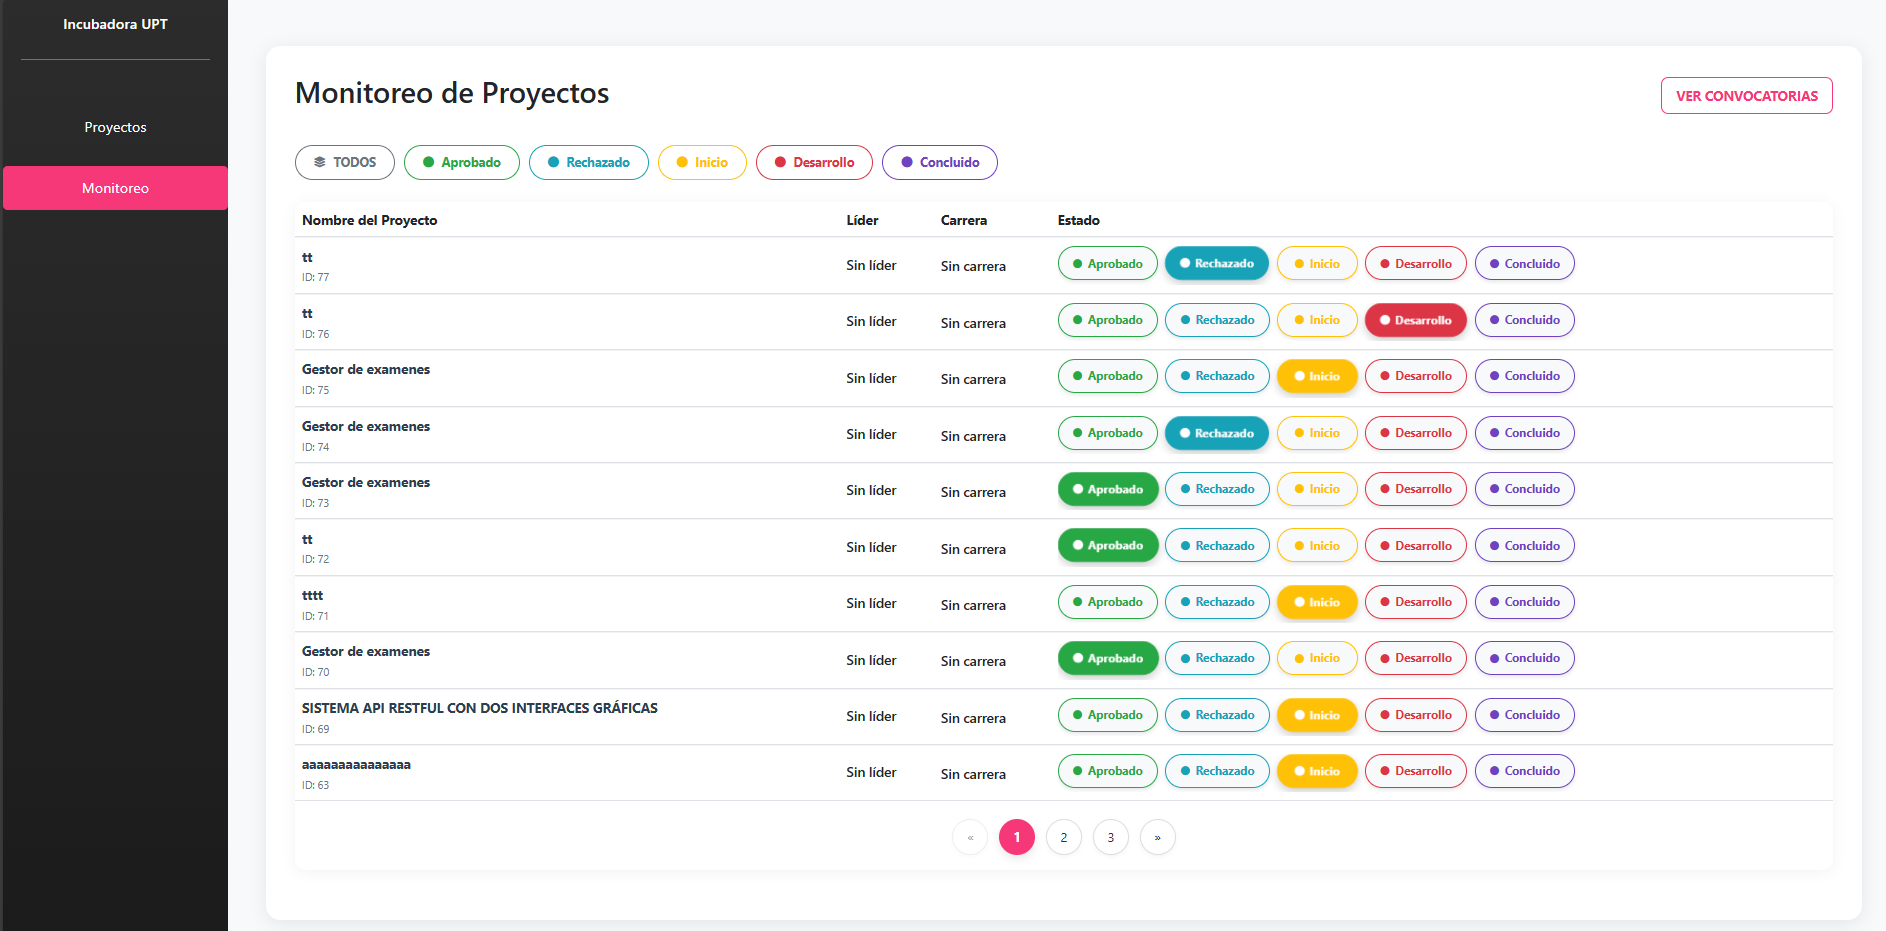 Incubadora UPT
Proyectos
Monitoreo
Monitoreo de Proyectos
VER CONVOCATORIAS
TODOS Aprobado Rechazado Inicio Desarrollo Concluido
Nombre del Proyecto Líder Carrera Estado
tt
ID: 77
Sin líder Sin carrera Aprobado Rechazado Inicio Desarrollo Concluido
tt
ID: 76
Sin líder Sin carrera Aprobado Rechazado Inicio Desarrollo Concluido
Gestor de examenes
ID: 75
Sin líder Sin carrera Aprobado Rechazado Inicio Desarrollo Concluido
Gestor de examenes
ID: 74
Sin líder Sin carrera Aprobado Rechazado Inicio Desarrollo Concluido
Gestor de examenes
ID: 73
Sin líder Sin carrera Aprobado Rechazado Inicio Desarrollo Concluido
tt
ID: 72
Sin líder Sin carrera Aprobado Rechazado Inicio Desarrollo Concluido
tttt
ID: 71
Sin líder Sin carrera Aprobado Rechazado Inicio Desarrollo Concluido
Gestor de examenes
ID: 70
Sin líder Sin carrera Aprobado Rechazado Inicio Desarrollo Concluido
SISTEMA API RESTFUL CON DOS INTERFACES GRÁFICAS
ID: 69
Sin líder Sin carrera Aprobado Rechazado Inicio Desarrollo Concluido
aaaaaaaaaaaaaaa
ID: 63
Sin líder Sin carrera Aprobado Rechazado Inicio Desarrollo Concluido
« 1 2 3 »